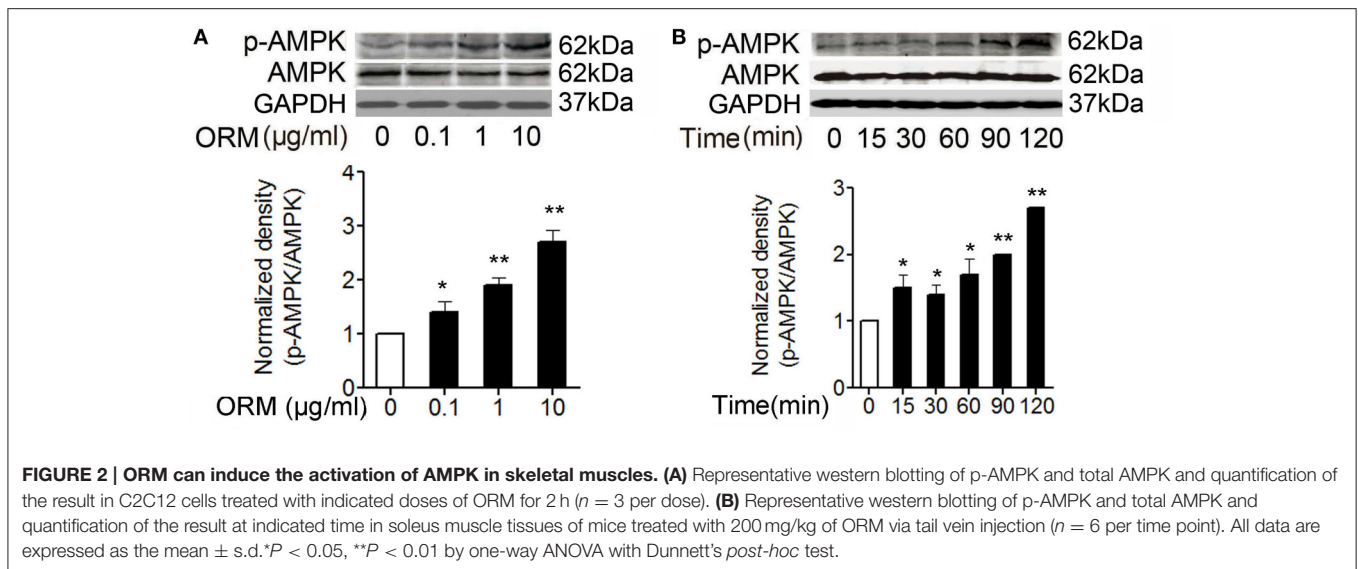 A
p-AMPK 62kDa
AMPK 62kDa
GAPDH 37kDa
ORM (µg/ml) 0 0.1 1 10
Normalized density
(p-AMPK/AMPK)
4
3
2
1
0
*
**
**
ORM (µg/ml) 0 0.1 1 10
B
p-AMPK 62kDa
AMPK 62kDa
GAPDH 37kDa
Time(min) 0 15 30 60 90 120
Normalized density
(p-AMPK/AMPK)
3
2
1
0
*
*
*
**
**
Time(min) 0 15 30 60 90 120
FIGURE 2 | ORM can induce the activation of AMPK in skeletal muscles. (A) Representative western blotting of p-AMPK and total AMPK and quantification of
the result in C2C12 cells treated with indicated doses of ORM for 2 h (n = 3 per dose). (B) Representative western blotting of p-AMPK and total AMPK and
quantification of the result at indicated time in soleus muscle tissues of mice treated with 200 mg/kg of ORM via tail vein injection (n = 6 per time point). All data are
expressed as the mean ± s.d.*P < 0.05, **P < 0.01 by one-way ANOVA with Dunnett's post-hoc test.